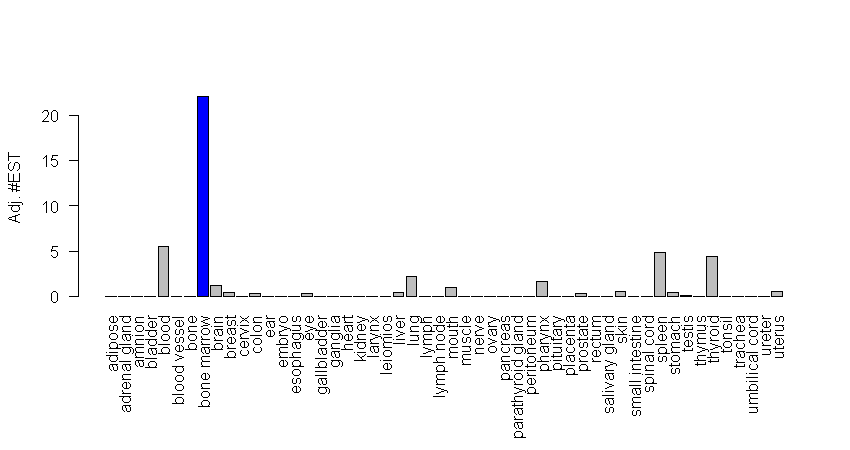 Adj. #EST
20
15
10
5
0
adipose
adrenal gland
amnion
bladder
blood
blood vessel
bone
bone marrow
brain
breast
cervix
colon
ear
embryo
esophagus
eye
gallbladder
ganglia
heart
kidney
larynx
leiomios
liver
lung
lymph
lymph node
mouth
muscle
nerve
ovary
pancreas
parathyroid gland
peritoneum
pharynx
pituitary
placenta
prostate
rectum
salivary gland
skin
small intestine
spinal cord
spleen
stomach
testis
thymus
thyroid
tonsil
trachea
umbilical cord
ureter
uterus